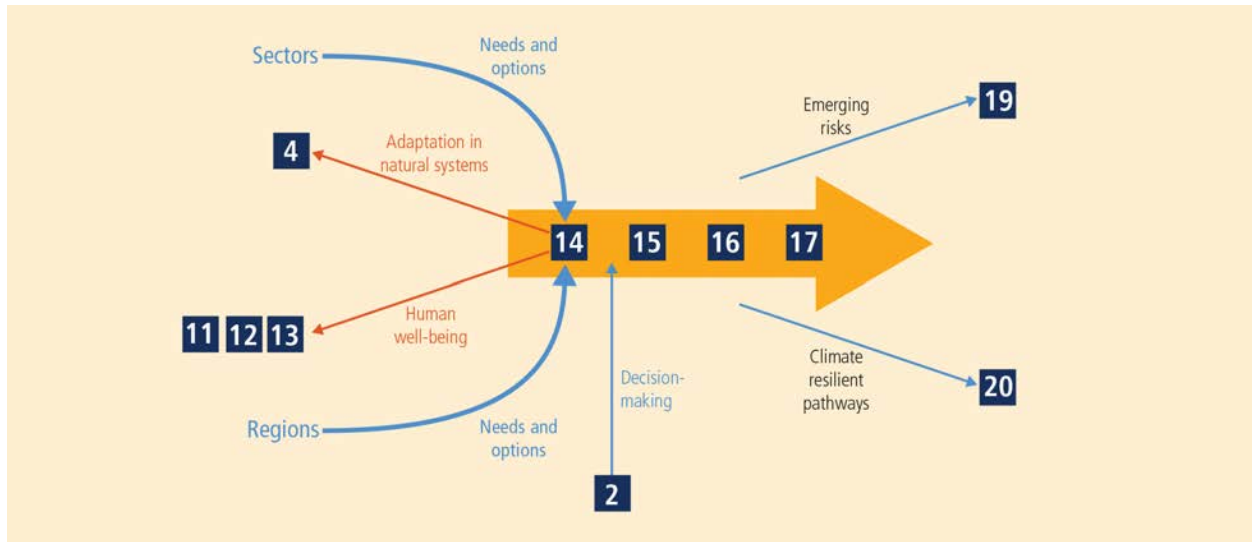 Sectors
Needs and
options
Adaptation in
natural systems
4
Emerging
risks
19
14 15 16 17
11 12 13
Human
well-being
Decision-
making
Climate
resilient
pathways
20
Regions
Needs and
options
2